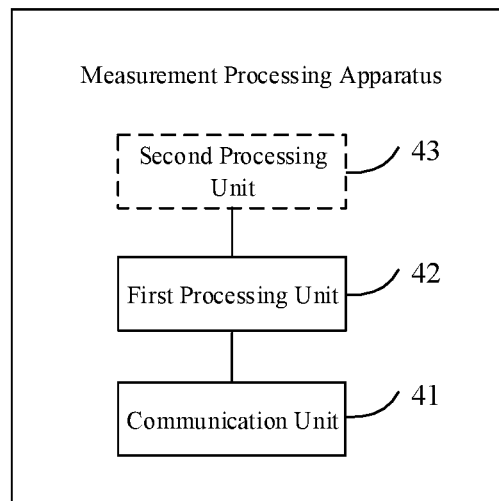 Measurement Processing Apparatus
Second Processing
Unit
43
First Processing Unit
42
Communication Unit
41